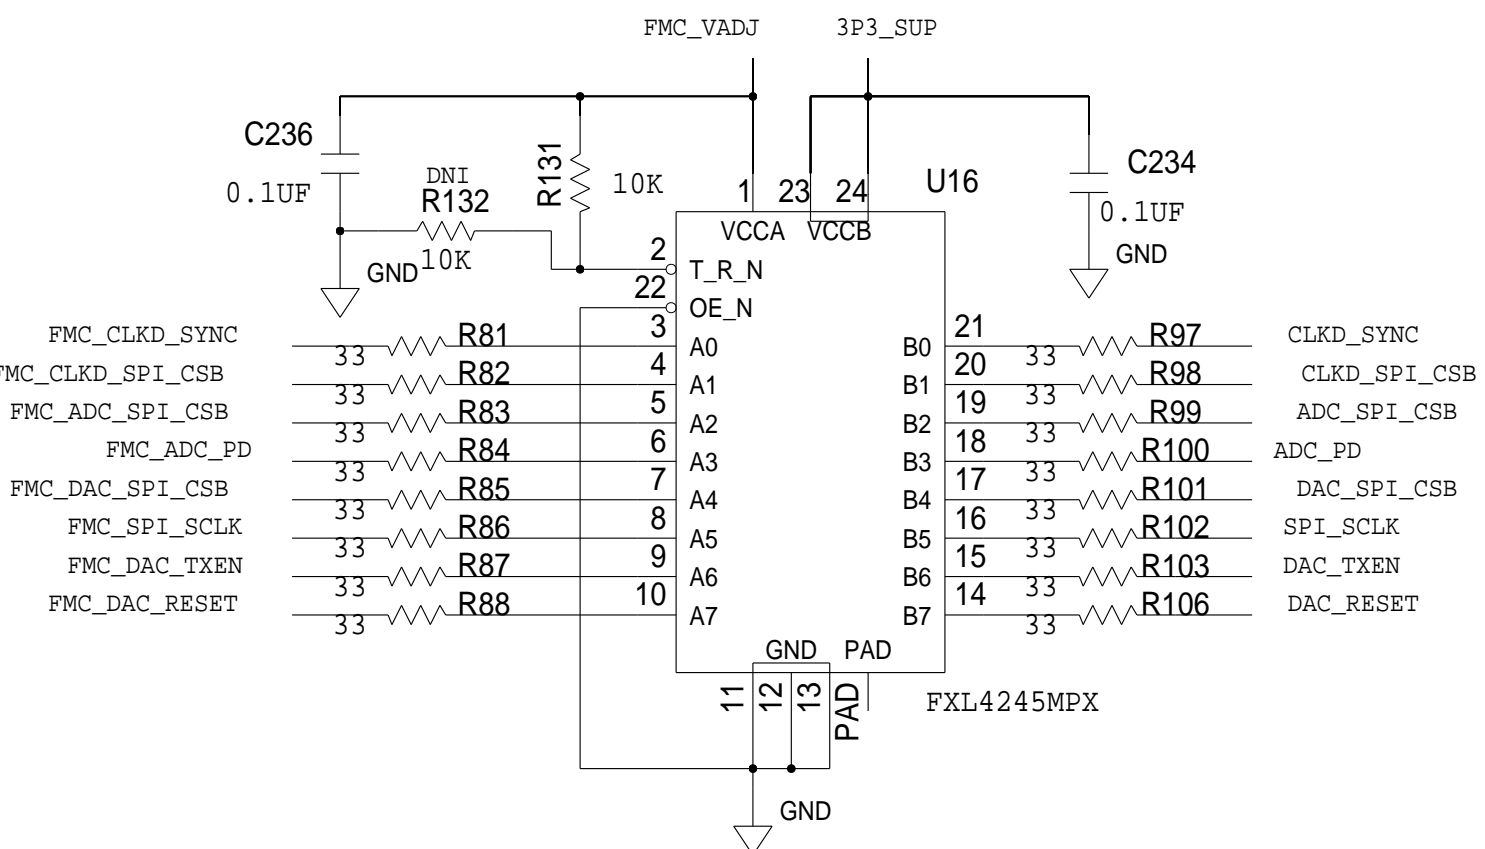 FMC_VADJ 3P3_SUP
C236
0.1UF
DNI
R132
10K
R131
10K
GND
1 23 24
U16
C234
0.1UF
GND
VCCA VCCB
2 T_R_N
22 OE_N
FMC_CLKD_SYNC 33 R81 3 A0 B0 21 33 R97 CLKD_SYNC
FMC_CLKD_SPI_CSB 33 R82 4 A1 B1 20 33 R98 CLKD_SPI_CSB
FMC_ADC_SPI_CSB 33 R83 5 A2 B2 19 33 R99 ADC_SPI_CSB
FMC_ADC_PD 33 R84 6 A3 B3 18 33 R100 ADC_PD
FMC_DAC_SPI_CSB 33 R85 7 A4 B4 17 33 R101 DAC_SPI_CSB
FMC_SPI_SCLK 33 R86 8 A5 B5 16 33 R102 SPI_SCLK
FMC_DAC_TXEN 33 R87 9 A6 B6 15 33 R103 DAC_TXEN
FMC_DAC_RESET 33 R88 10 A7 B7 14 33 R106 DAC_RESET
GND PAD
11 12 13 PAD
FXL4245MPX
GND